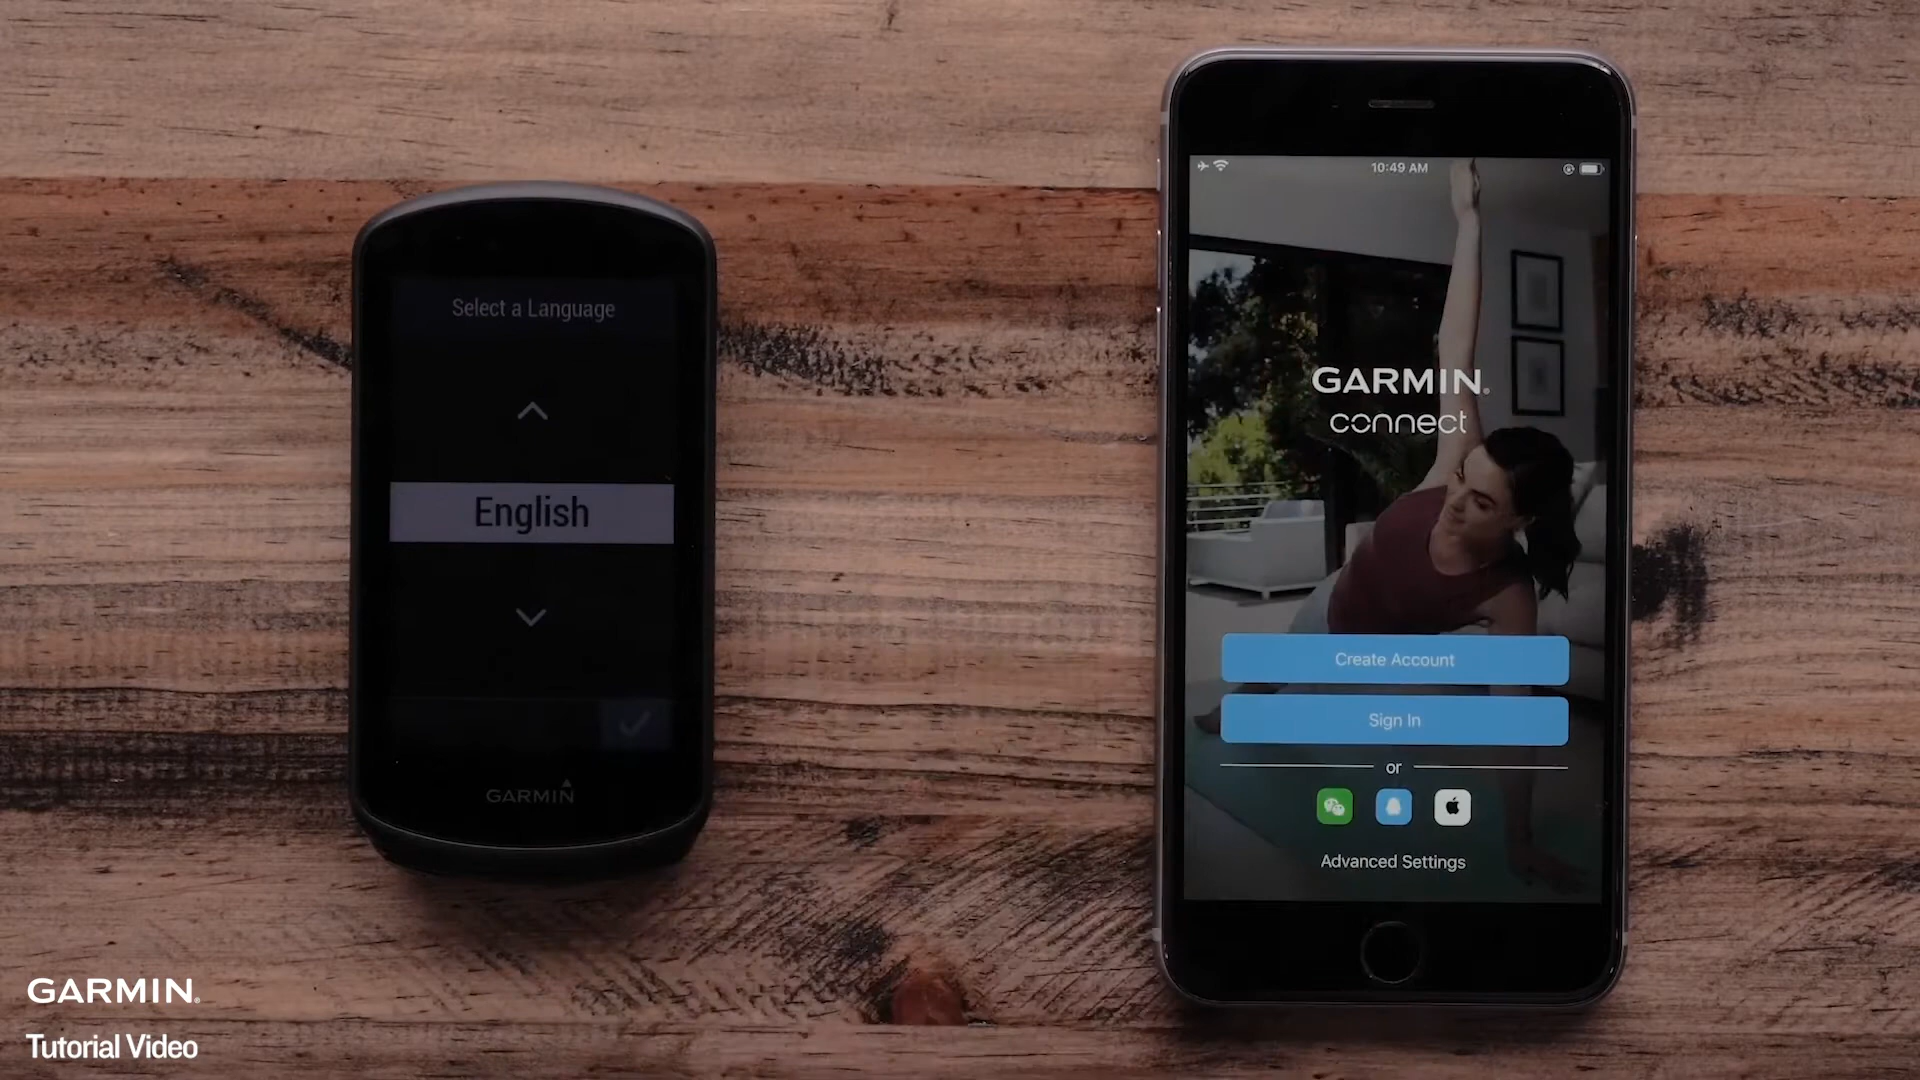 Select a Language
English
GARMIN
10:49 AM
GARMIN®
connect
Create Account
Sign In
or
Advanced Settings
GARMIN®
Tutorial Video